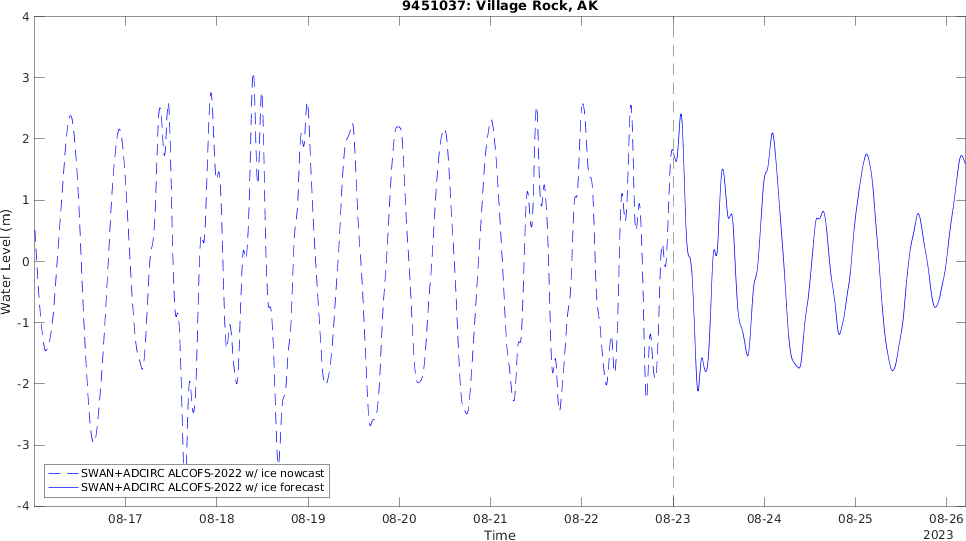 9451037: Village Rock, AK
4
3
2
1
0
-1
-2
-3
-4
Water Level (m)
SWAN+ADCIRC ALCOFS-2022 w/ ice nowcast
SWAN+ADCIRC ALCOFS-2022 w/ ice forecast
08-17 08-18 08-19 08-20 08-21 08-22 08-23 08-24 08-25 08-26
Time
2023